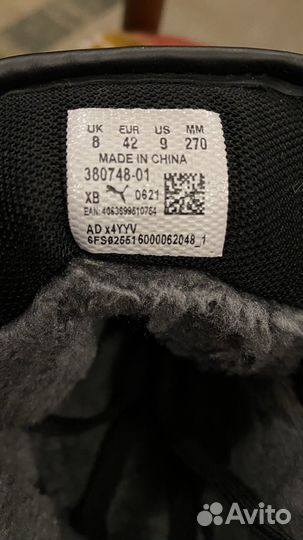 UK EUR US MM
8 42 9 270
MADE IN CHINA
380748-01
XB 0621
EAN: 4063699810754
AD x4YYV
6FS025516000062048_1
Avito